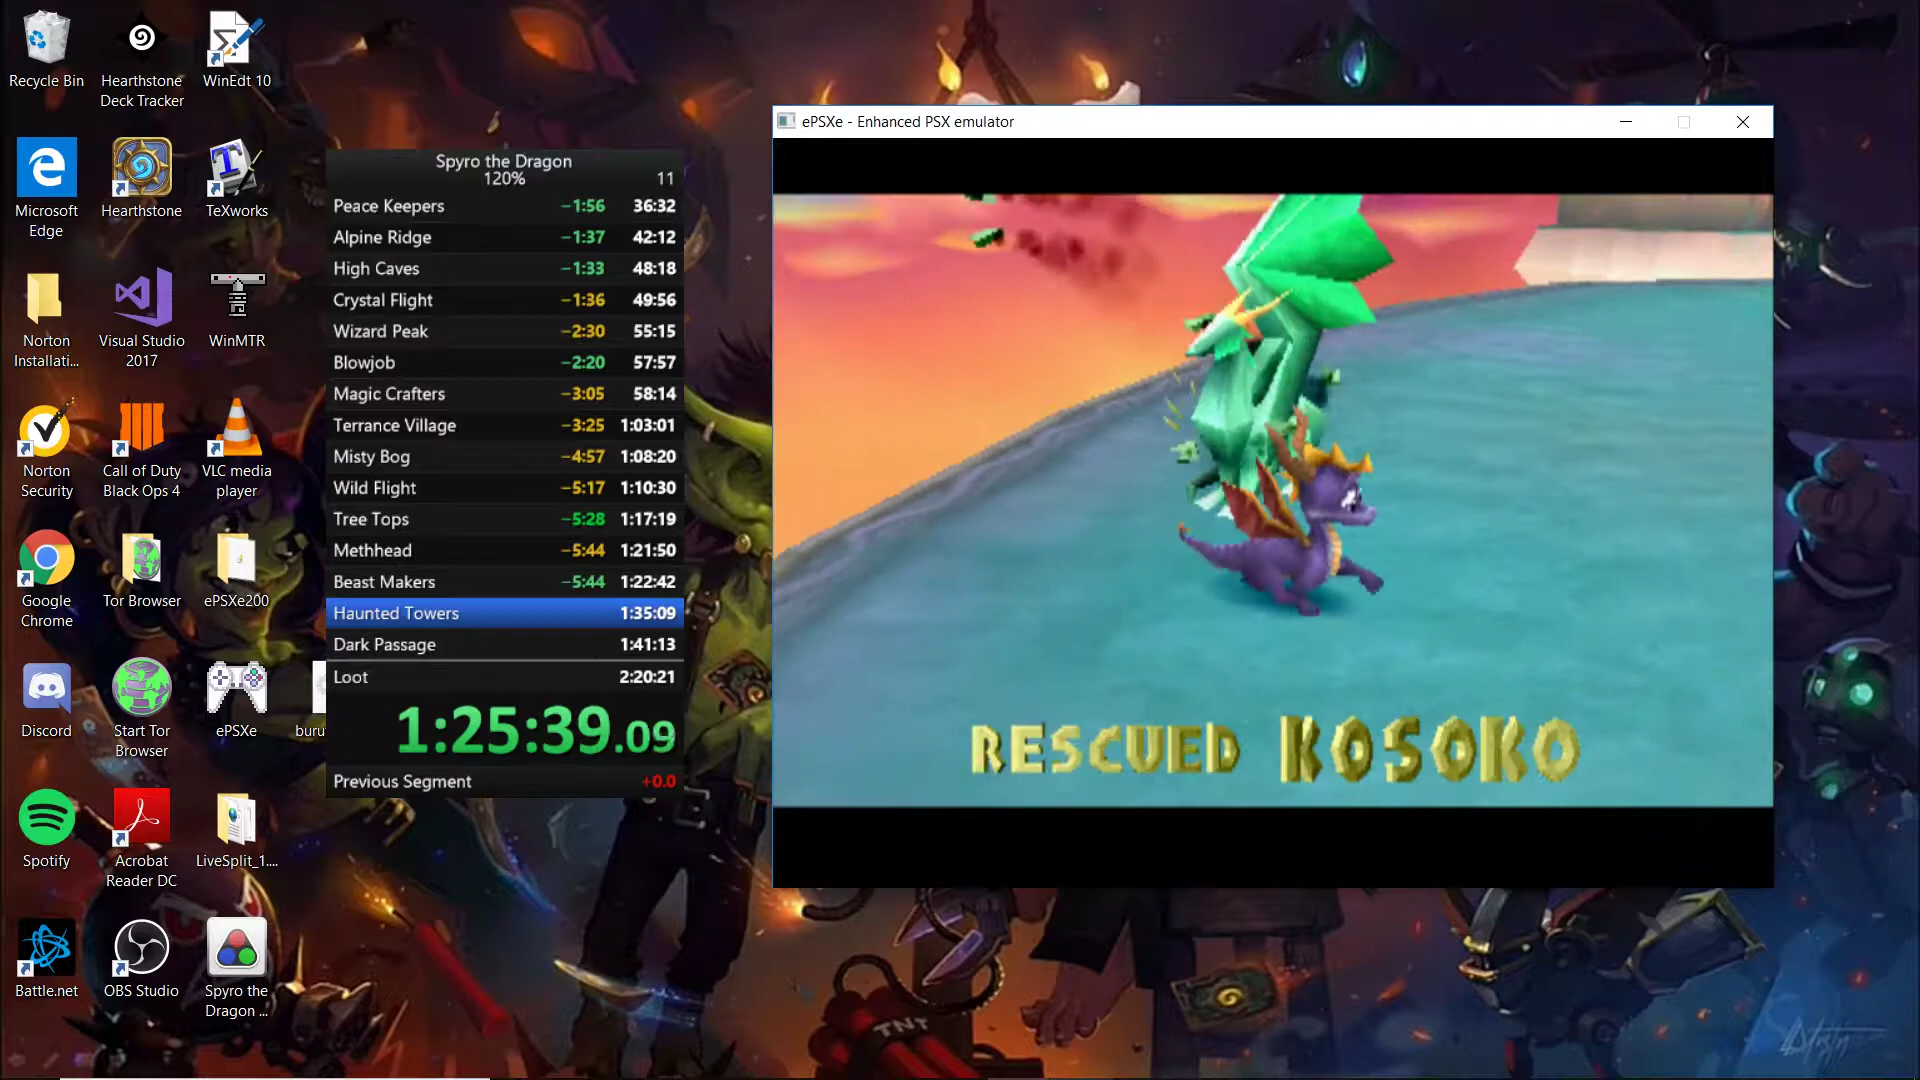 Recycle Bin
Hearthstone Deck Tracker
WinEdt 10
Microsoft Edge
Hearthstone
TeXworks
Norton Installati...
Visual Studio 2017
WinMTR
Norton Security
Call of Duty Black Ops 4
VLC media player
Google Chrome
Tor Browser
ePSXe200
Discord
Start Tor Browser
ePSXe
buru
Spotify
Acrobat Reader DC
LiveSplit_1....
Battle.net
OBS Studio
Spyro the Dragon ...
Spyro the Dragon
120% 11
Peace Keepers −1:56 36:32
Alpine Ridge −1:37 42:12
High Caves −1:33 48:18
Crystal Flight −1:36 49:56
Wizard Peak −2:30 55:15
Blowjob −2:20 57:57
Magic Crafters −3:05 58:14
Terrance Village −3:25 1:03:01
Misty Bog −4:57 1:08:20
Wild Flight −5:17 1:10:30
Tree Tops −5:28 1:17:19
Methhead −5:44 1:21:50
Beast Makers −5:44 1:22:42
Haunted Towers 1:35:09
Dark Passage 1:41:13
Loot 2:20:21
1:25:39.09
Previous Segment +0.0
ePSXe - Enhanced PSX emulator
RESCUED KOSOKO
TNT